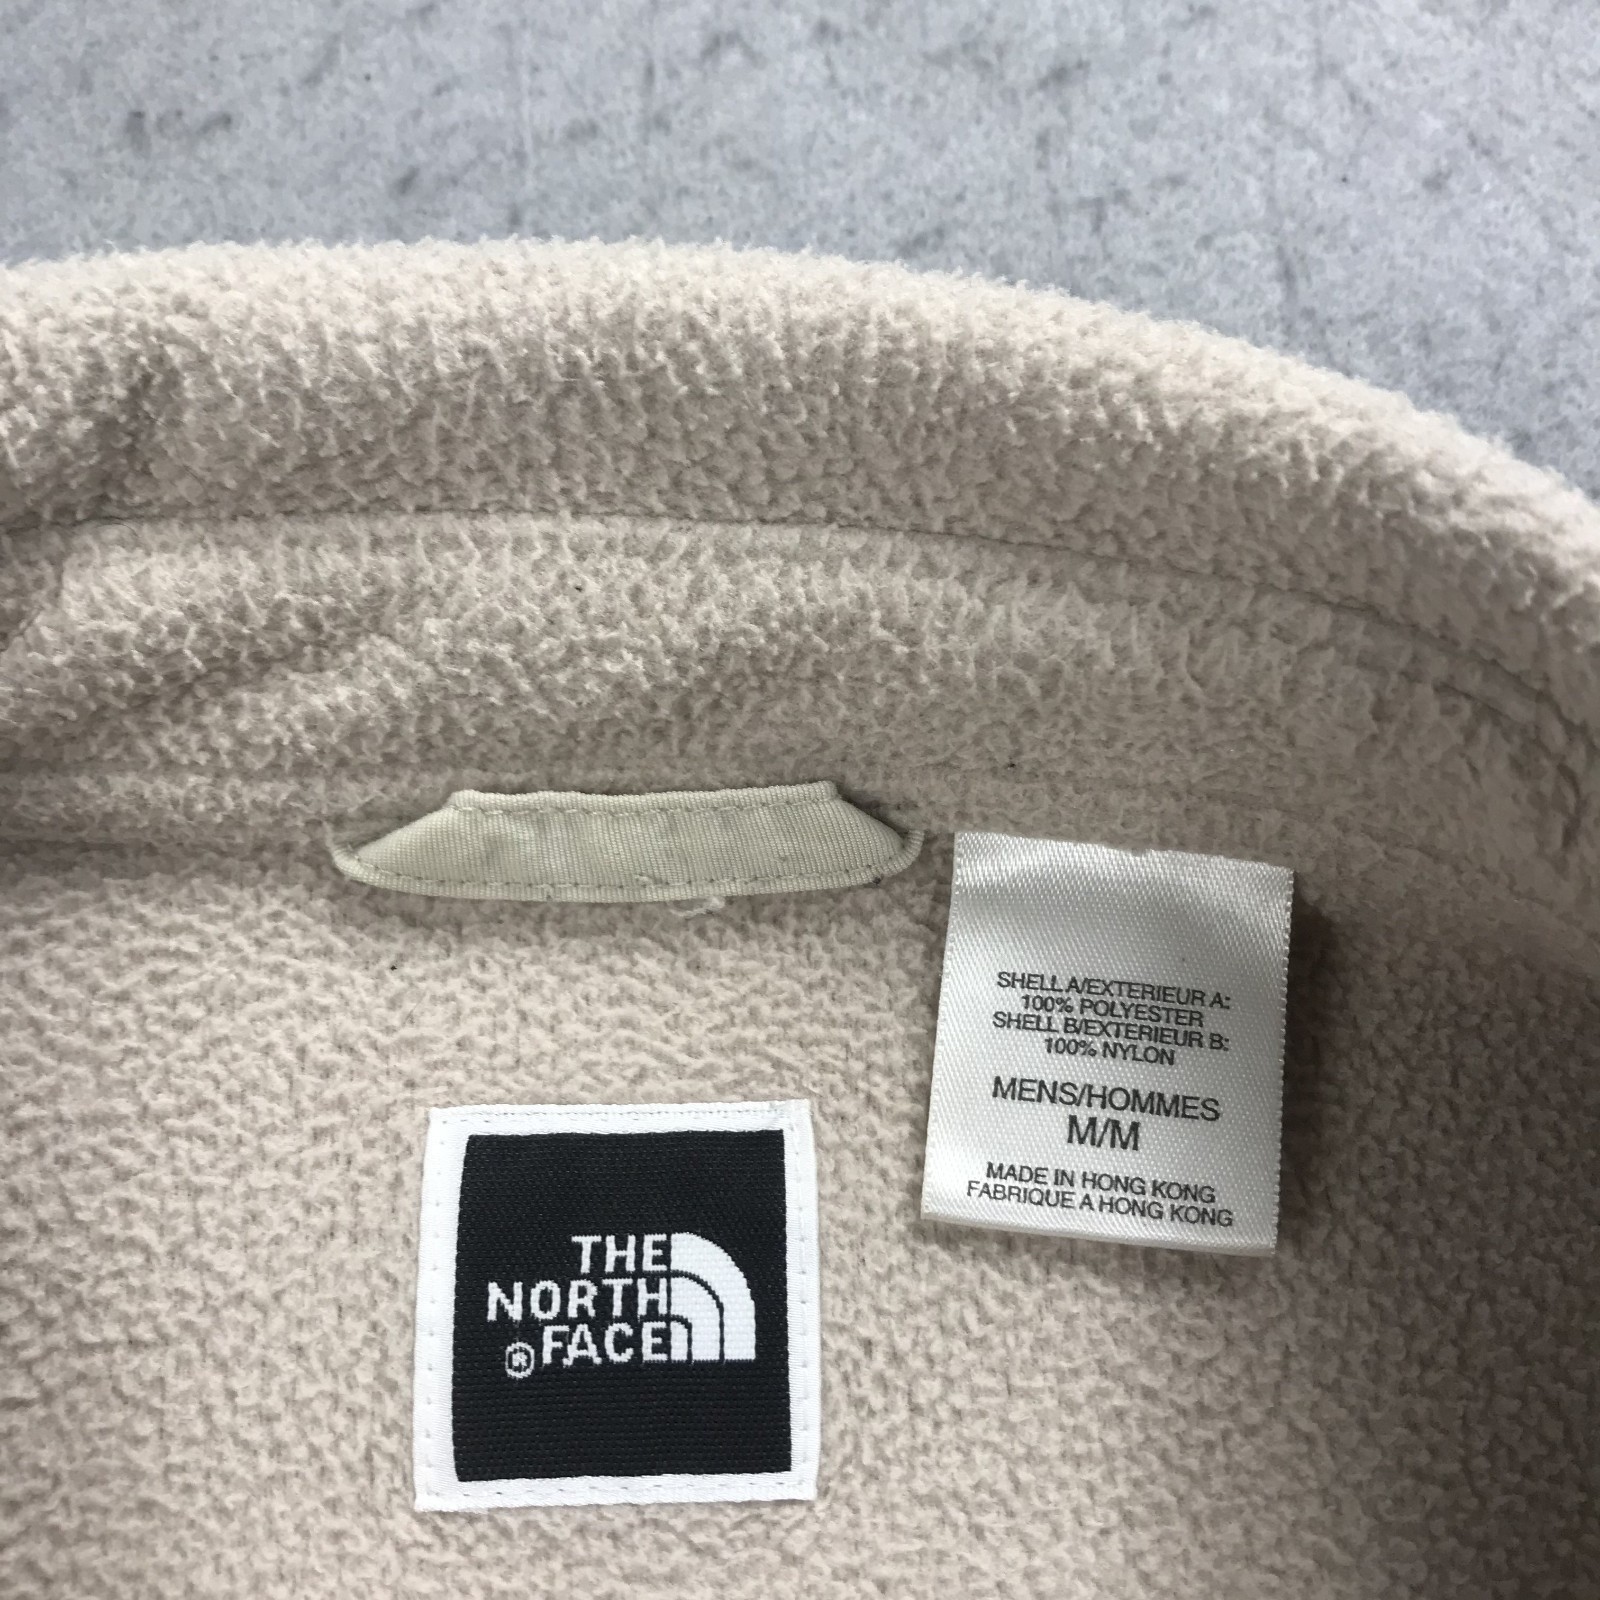 SHELL A/EXTERIEUR A:
100% POLYESTER
SHELL B/EXTERIEUR B:
100% NYLON
MENS/HOMMES
M/M
MADE IN HONG KONG
FABRIQUE A HONG KONG
THE
NORTH
® FACE